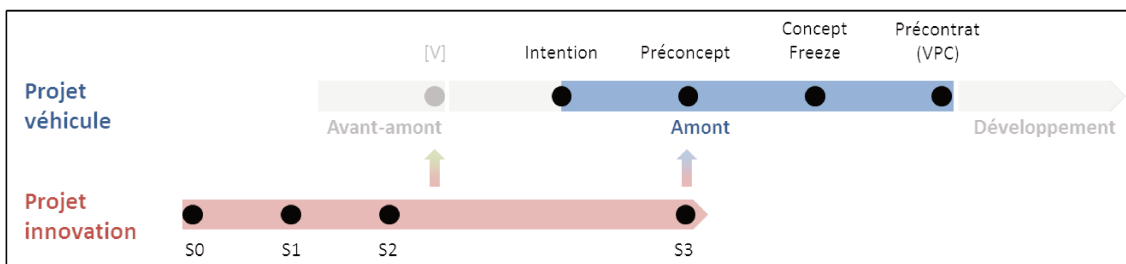 [V]
Intention
Préconcept
Concept
Freeze
Précontrat
(VPC)
Projet
véhicule
Avant-amont
Amont
Développement
Projet
innovation
S0
S1
S2
S3